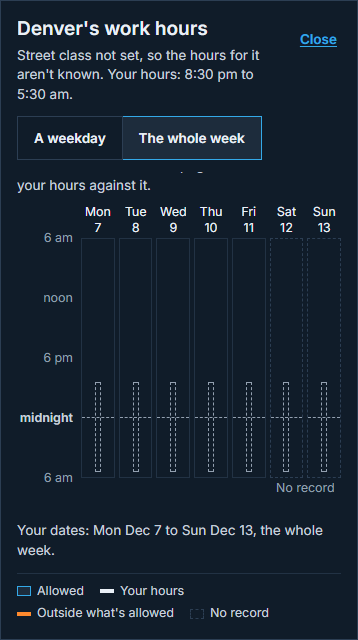 Denver's work hours
Close
Street class not set, so the hours for it
aren't known. Your hours: 8:30 pm to
5:30 am.
A weekday
The whole week
your hours against it.
Mon Tue Wed Thu Fri Sat Sun
7 8 9 10 11 12 13
6 am
noon
6 pm
midnight
6 am
No record
Your dates: Mon Dec 7 to Sun Dec 13, the whole
week.
Allowed
Your hours
Outside what's allowed
No record